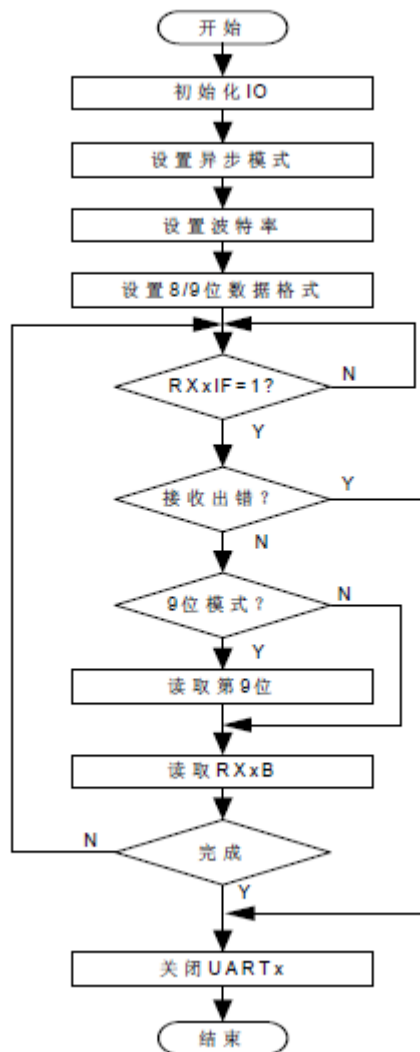 开始
初始化IO
设置异步模式
设置波特率
设置8/9位数据格式
RXxIF=1?
N
Y
接收出错?
Y
N
9位模式?
N
Y
读取第9位
读取RXxB
N
完成
Y
关闭UARTx
结束